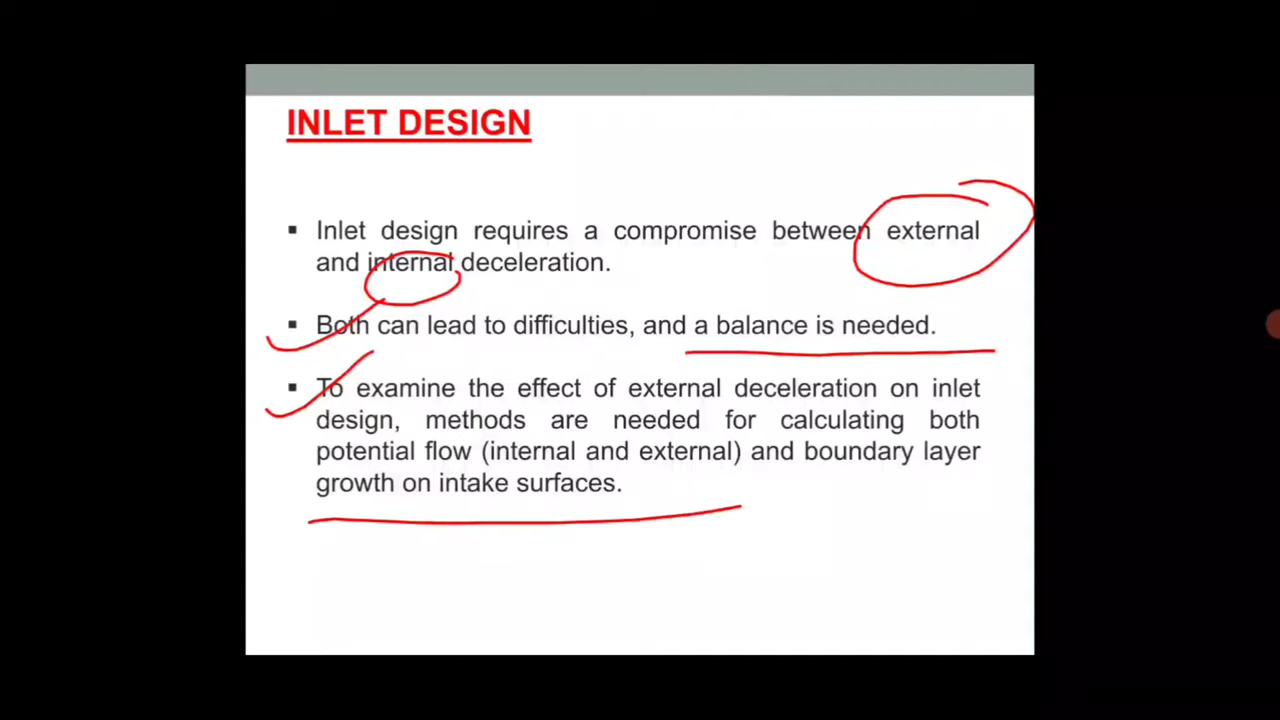 INLET DESIGN
▪ Inlet design requires a compromise between external
and internal deceleration.
▪ Both can lead to difficulties, and a balance is needed.
▪ To examine the effect of external deceleration on inlet
design, methods are needed for calculating both
potential flow (internal and external) and boundary layer
growth on intake surfaces.